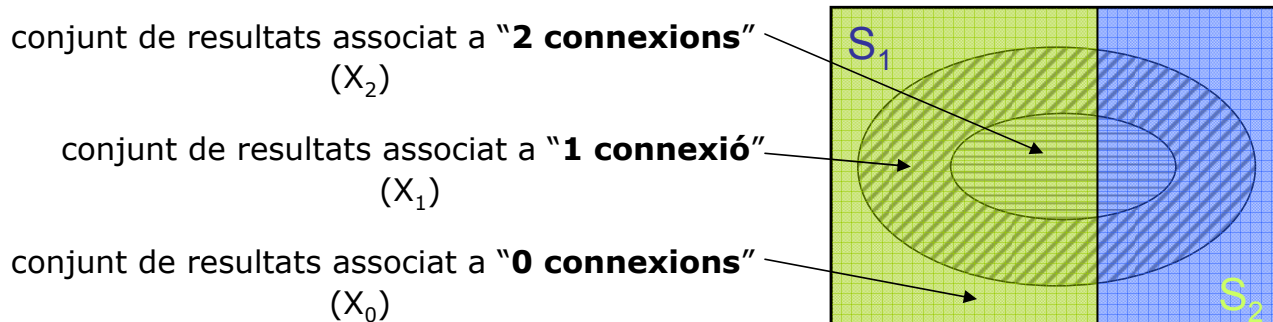 conjunt de resultats associat a “2 connexions”
(X₂)
conjunt de resultats associat a “1 connexió”
(X₁)
conjunt de resultats associat a “0 connexions”
(X₀)
S₁
S₂